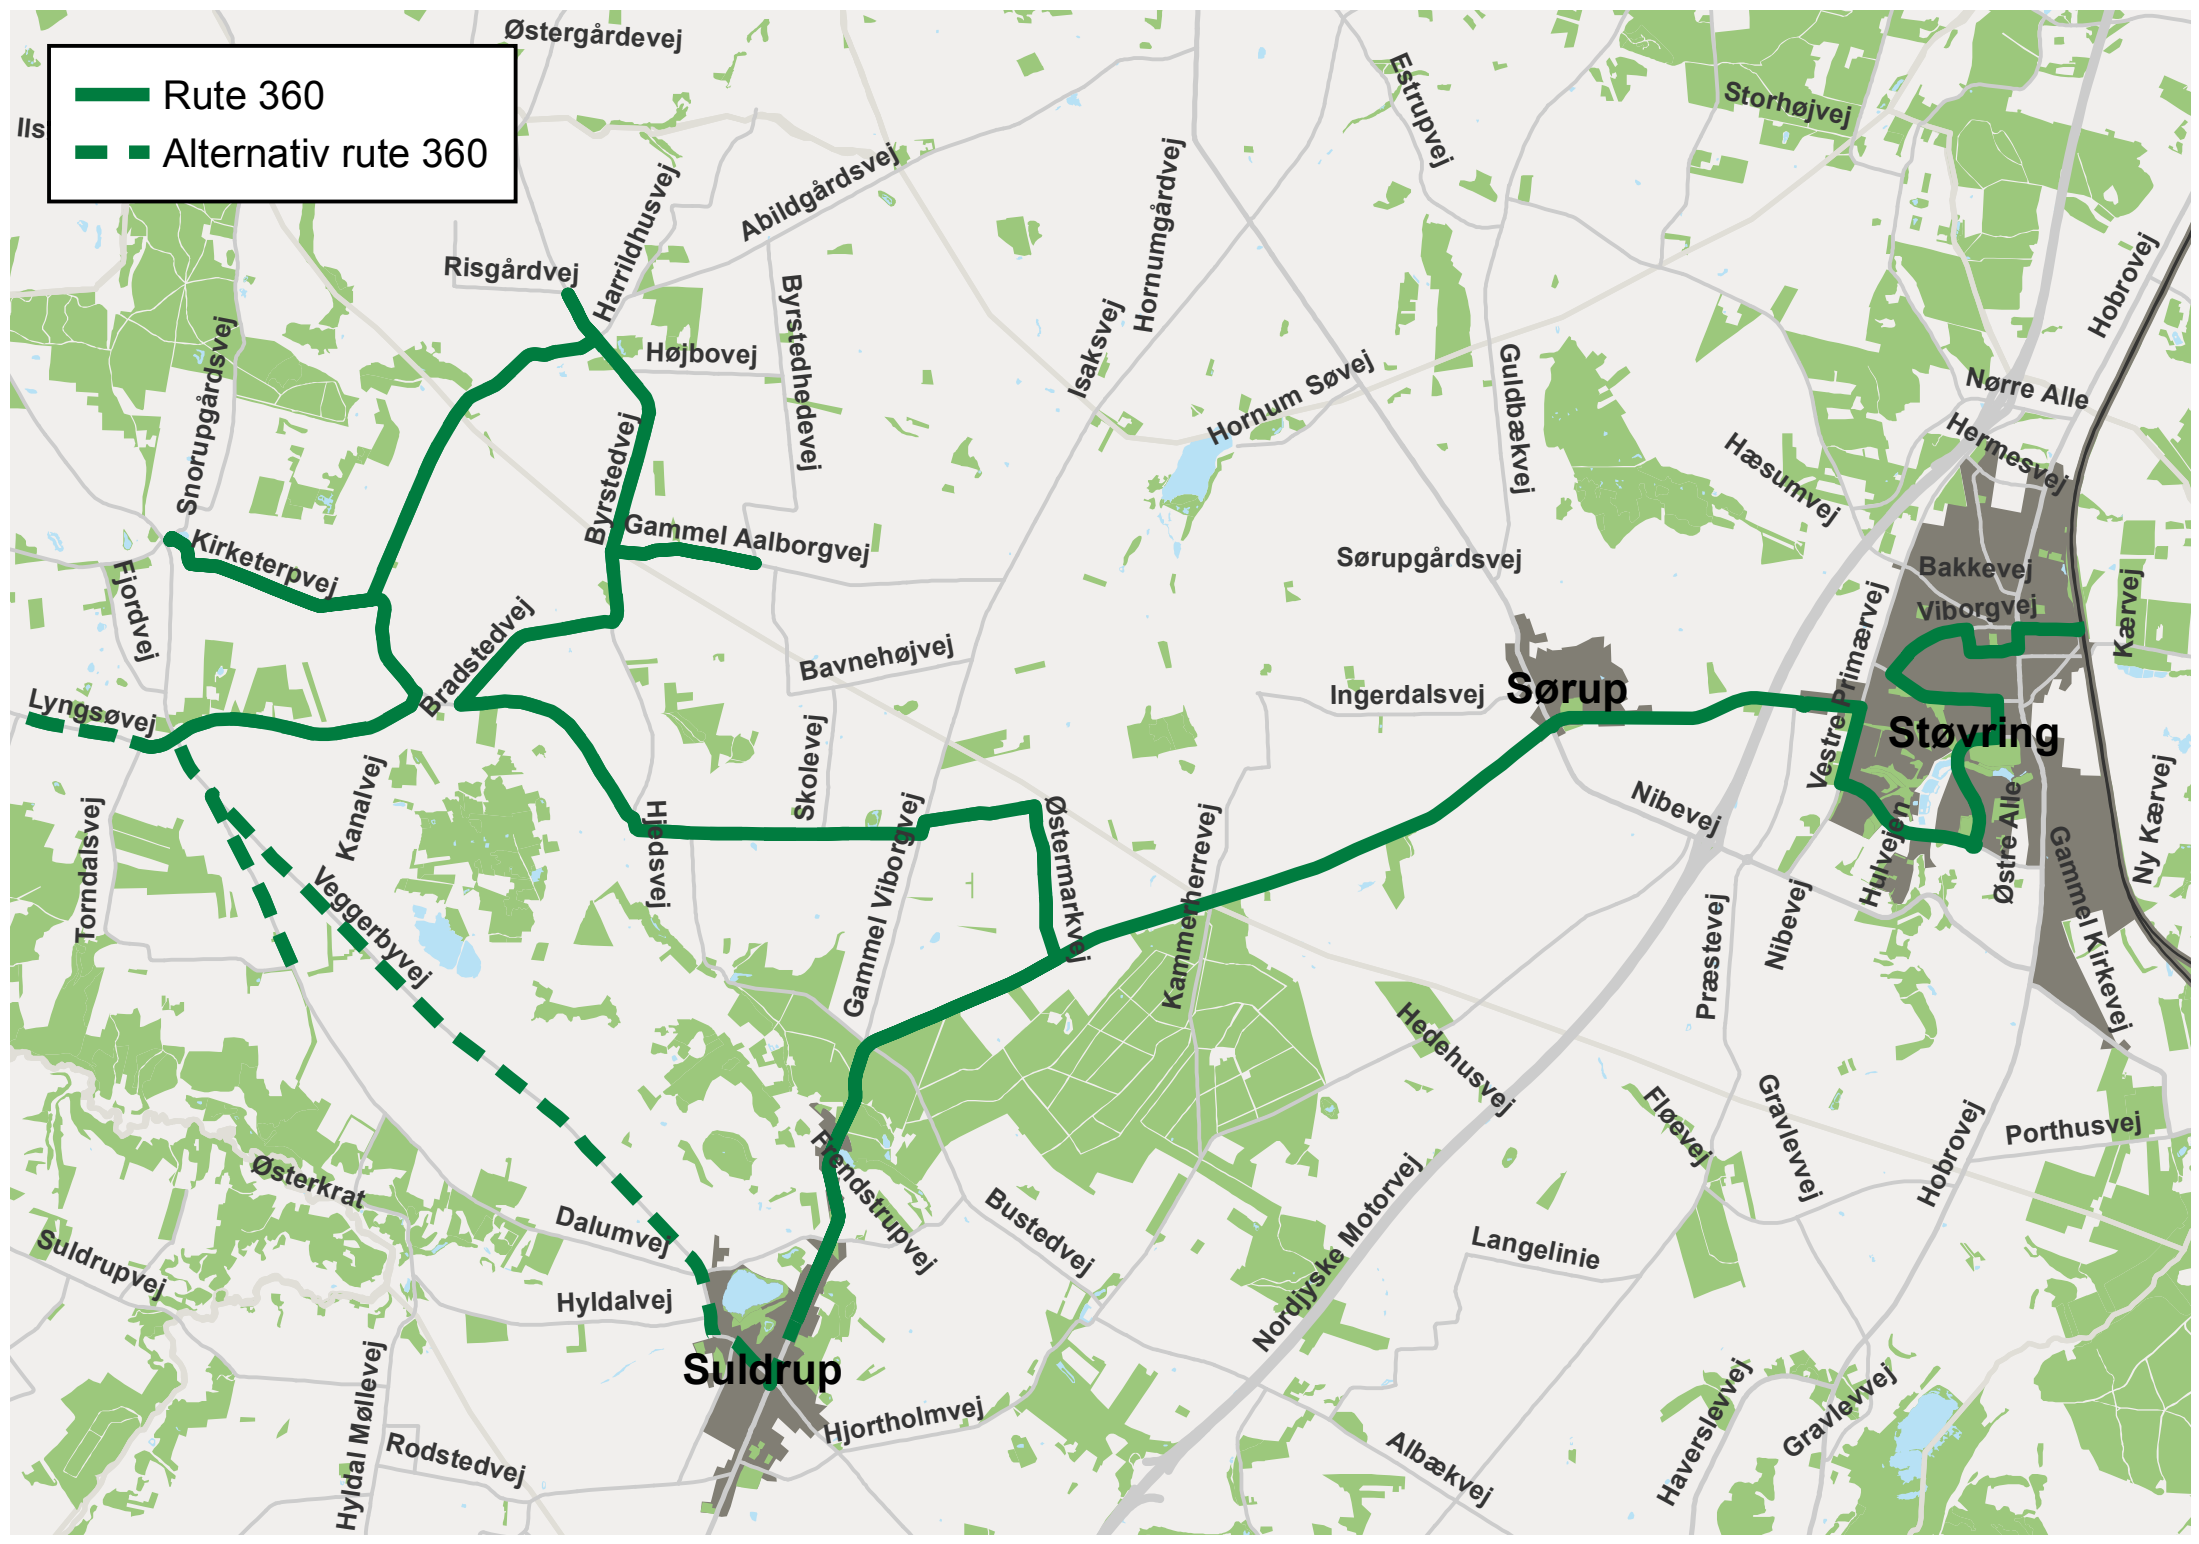 Østergårdevej
Rute 360
Alternativ rute 360
Ils
Estrupvej
Storhøjvej
Harrildhusvej
Abildgårdsvej
Hornumgårdvej
Risgårdvej
Byrstedhedevej
Hobrovej
Snorupgårdsvej
Højbovej
Isaksvej
Hornum Søvej
Guldbækvej
Nørre Alle
Hermesvej
Hæsumvej
Byrstedvej
Gammel Aalborgvej
Kirketerpvej
Sørupgårdsvej
Bakkevej
Viborgvej
Kærvej
Fjordvej
Bradstedvej
Bavnehøjvej
Vestre Primærvej
Ingerdalsvej
Sørup
Lyngsøvej
Støvring
Skolevej
Kanalvej
Torndalsvej
Hjedsvej
Gammel Viborgvej
Østermarkvej
Kammerherrevej
Nibevej
Hulvejen
Østre Alle
Ny Kærvej
Gammel Kirkevej
Veggerbyvej
Præstevej
Nibevej
Hedehusvej
Fløevej
Gravlevvej
Hobrovej
Porthusvej
Østerkrat
Frendstrupvej
Bustedvej
Dalumvej
Nordjyske Motorvej
Langelinie
Suldrupvej
Hyldalvej
Suldrup
Hyldal Møllevej
Hjortholmvej
Rodstedvej
Albækvej
Haverslevvej
Gravlevvej